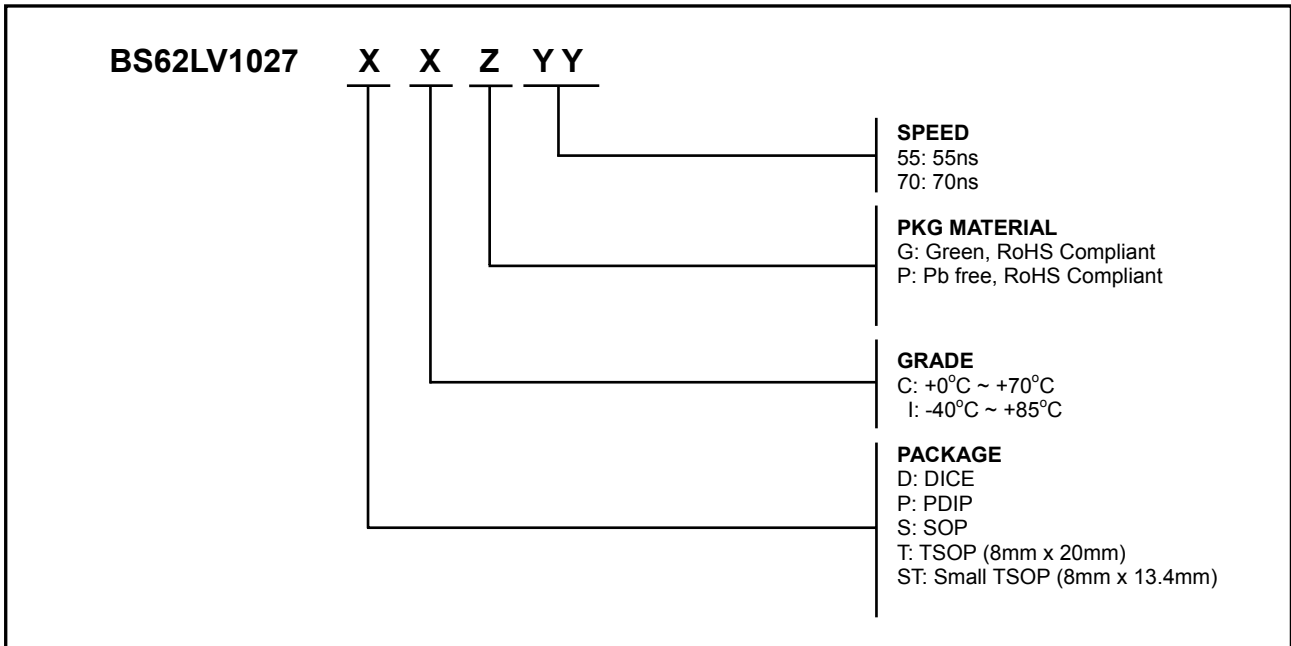 BS62LV1027 X X Z Y Y
SPEED
55: 55ns
70: 70ns
PKG MATERIAL
G: Green, RoHS Compliant
P: Pb free, RoHS Compliant
GRADE
C: +0°C ~ +70°C
I: -40°C ~ +85°C
PACKAGE
D: DICE
P: PDIP
S: SOP
T: TSOP (8mm x 20mm)
ST: Small TSOP (8mm x 13.4mm)